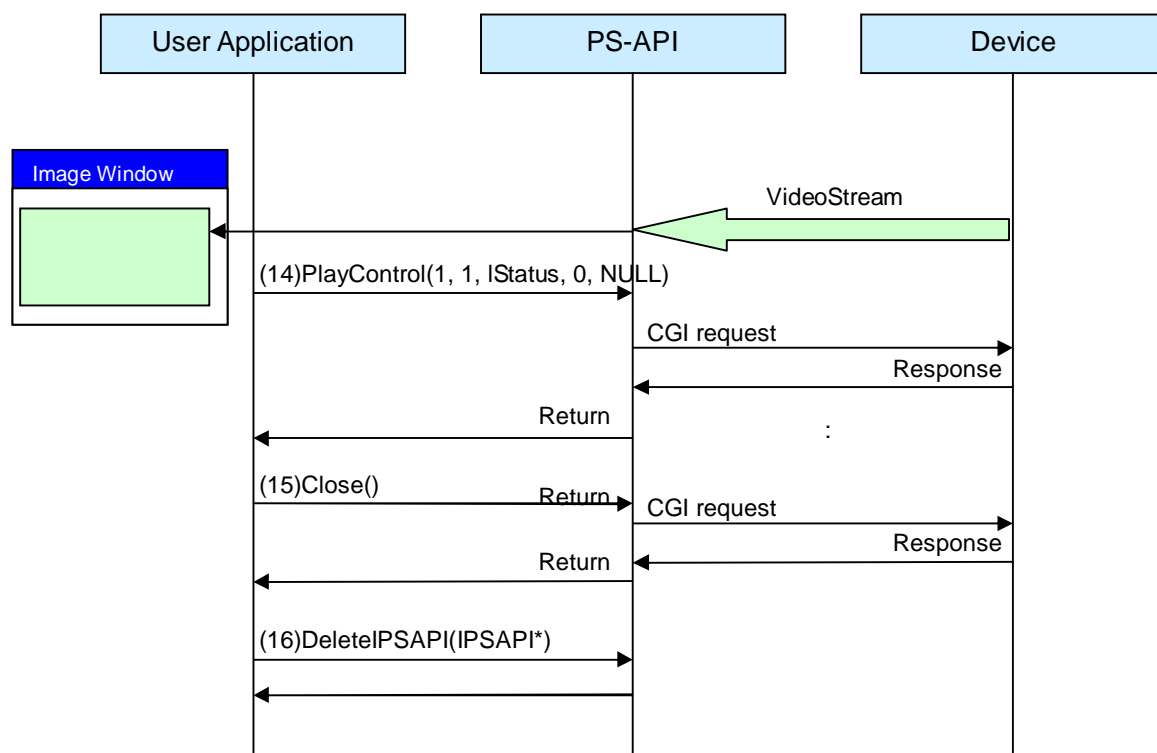 User Application
PS-API
Device
Image Window
VideoStream
(14)PlayControl(1, 1, lStatus, 0, NULL)
CGI request
Response
Return
:
(15)Close()
Return
CGI request
Response
Return
(16)DeleteIPSAPI(IPSAPI*)